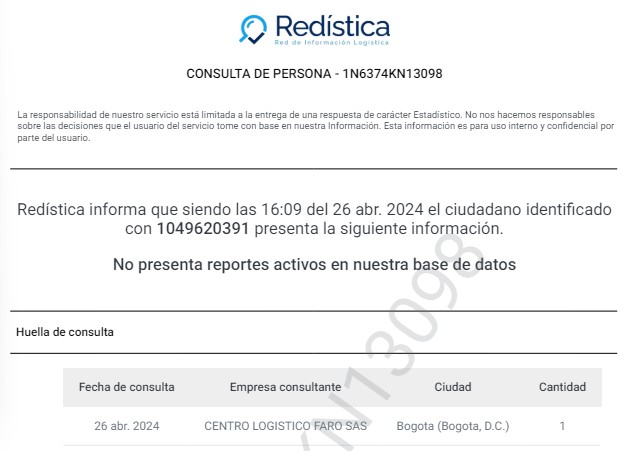 Redística
Red de Información Logística
CONSULTA DE PERSONA - 1N6374KN13098
La responsabilidad de nuestro servicio está limitada a la entrega de una respuesta de carácter Estadístico. No nos hacemos responsables
sobre las decisiones que el usuario del servicio tome con base en nuestra Información. Esta información es para uso interno y confidencial por
parte del usuario.
Redística informa que siendo las 16:09 del 26 abr. 2024 el ciudadano identificado
con 1049620391 presenta la siguiente información.
No presenta reportes activos en nuestra base de datos
Huella de consulta
Fecha de consulta Empresa consultante Ciudad Cantidad
26 abr. 2024 CENTRO LOGISTICO FARO SAS Bogota (Bogota, D.C.) 1
KN13098